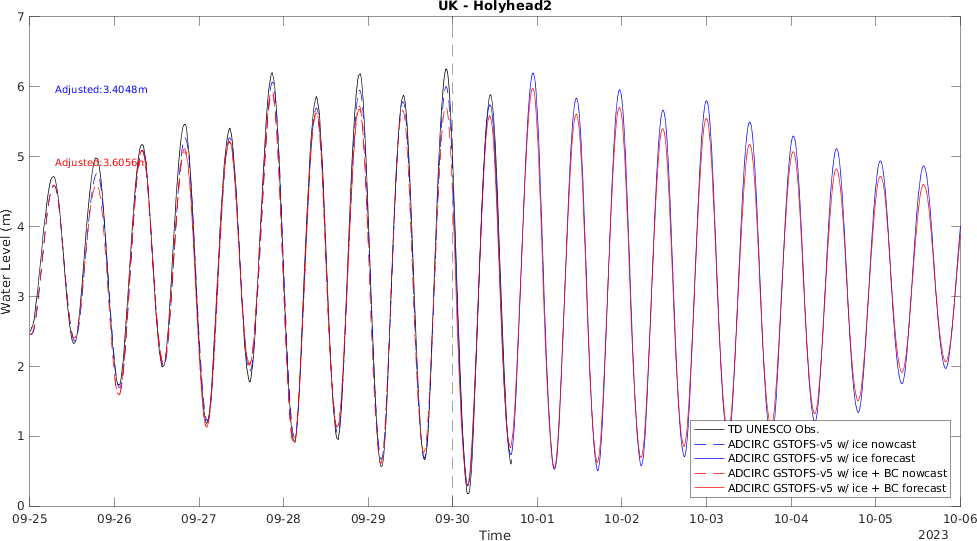 UK - Holyhead2
7
6
5
4
3
2
1
0
Water Level (m)
Adjusted:3.4048m
Adjusted:3.6056m
TD UNESCO Obs.
ADCIRC GSTOFS-v5 w/ ice nowcast
ADCIRC GSTOFS-v5 w/ ice forecast
ADCIRC GSTOFS-v5 w/ ice + BC nowcast
ADCIRC GSTOFS-v5 w/ ice + BC forecast
09-25 09-26 09-27 09-28 09-29 09-30 10-01 10-02 10-03 10-04 10-05 10-06
Time
2023